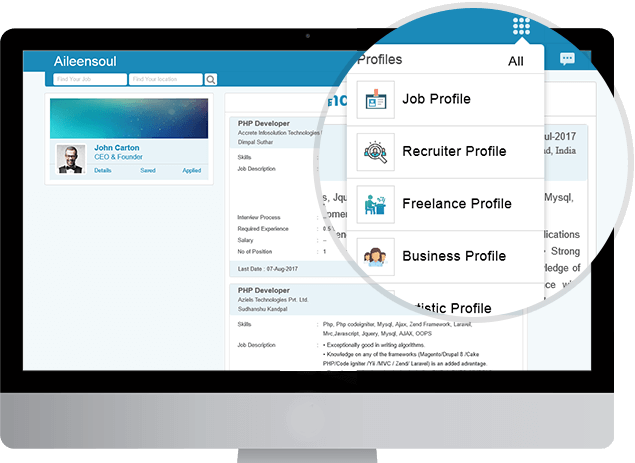 Aileensoul
Find Your Job
Find Your location
John Carton
CEO & Founder
Details Saved Applied
PHP Developer
Accrete Infosolution Technologies
Dimpal Suthar
Skills :
Job Description :
Interview Process :
Required Experience : 0.5
Salary : --
No of Position : 1
Last Date : 07-Aug-2017
PHP Developer
Aziels Technologies Pvt. Ltd.
Sudhanshu Kandpal
Skills : Php, Php codeigniter, Mysql, Ajax, Zend Framework, Laravel,
Mvc,Javascript, Jquery, Mysql, AJAX, OOPS
Job Description : • Exceptionally good in writing algorithms.
• Knowledge on any of the frameworks (Magento/Drupal 8 /Cake
PHP/Code igniter /Yii /MVC / Zend/ Laravel) is an added advantage.
Profiles All
Job Profile
Recruiter Profile
Freelance Profile
Business Profile
tistic Profile
ul-2017
d, India
Mysql,
lications
Strong
ledge of